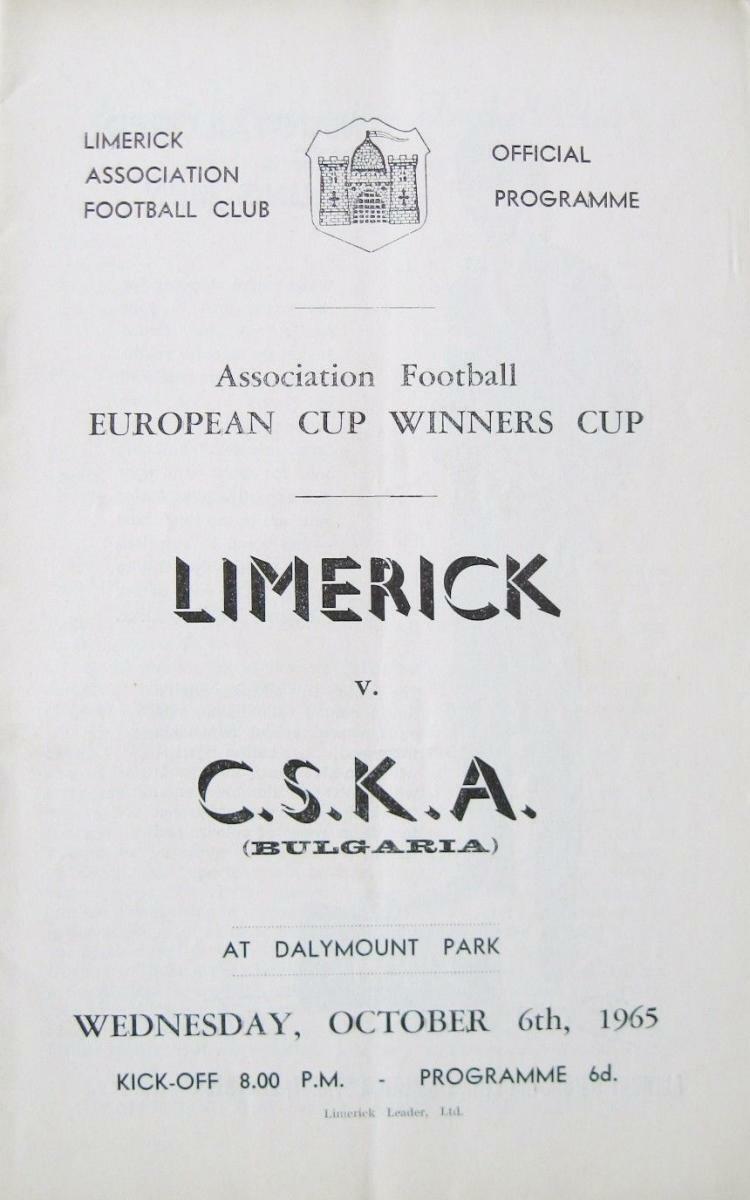 LIMERICK
ASSOCIATION
FOOTBALL CLUB
OFFICIAL
PROGRAMME
Association Football
EUROPEAN CUP WINNERS CUP
LIMERICK
v.
C.S.K.A.
(BULGARIA)
AT DALYMOUNT PARK
WEDNESDAY, OCTOBER 6th, 1965
KICK-OFF 8.00 P.M. - PROGRAMME 6d.
Limerick Leader, Ltd.